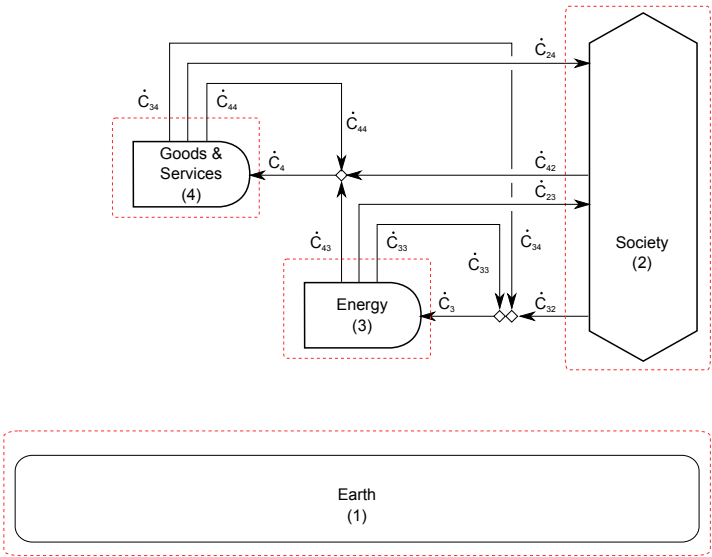 Ċ₂₄
Ċ₃₄
Ċ₄₄
Ċ₄₄
Goods &
Services
(4)
Ċ₄
Ċ₄₂
Ċ₂₃
Ċ₄₃
Ċ₃₃
Ċ₃₄
Ċ₃₃
Society
(2)
Energy
(3)
Ċ₃
Ċ₃₂
Earth
(1)